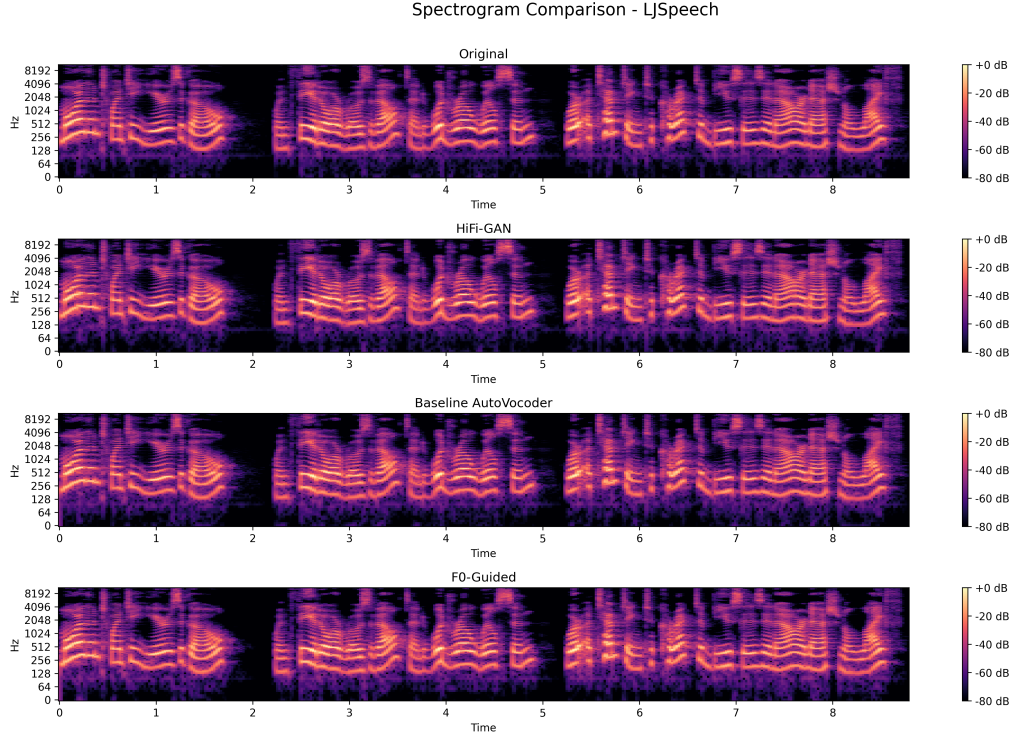 Spectrogram Comparison - LJSpeech
Original
8192
4096
2048
1024
512
256
128
64
0
Hz
0 1 2 3 4 5 6 7 8
Time
+0 dB
-20 dB
-40 dB
-60 dB
-80 dB
HiFi-GAN
8192
4096
2048
1024
512
256
128
64
0
Hz
0 1 2 3 4 5 6 7 8
Time
+0 dB
-20 dB
-40 dB
-60 dB
-80 dB
Baseline AutoVocoder
8192
4096
2048
1024
512
256
128
64
0
Hz
0 1 2 3 4 5 6 7 8
Time
+0 dB
-20 dB
-40 dB
-60 dB
-80 dB
F0-Guided
8192
4096
2048
1024
512
256
128
64
0
Hz
0 1 2 3 4 5 6 7 8
Time
+0 dB
-20 dB
-40 dB
-60 dB
-80 dB